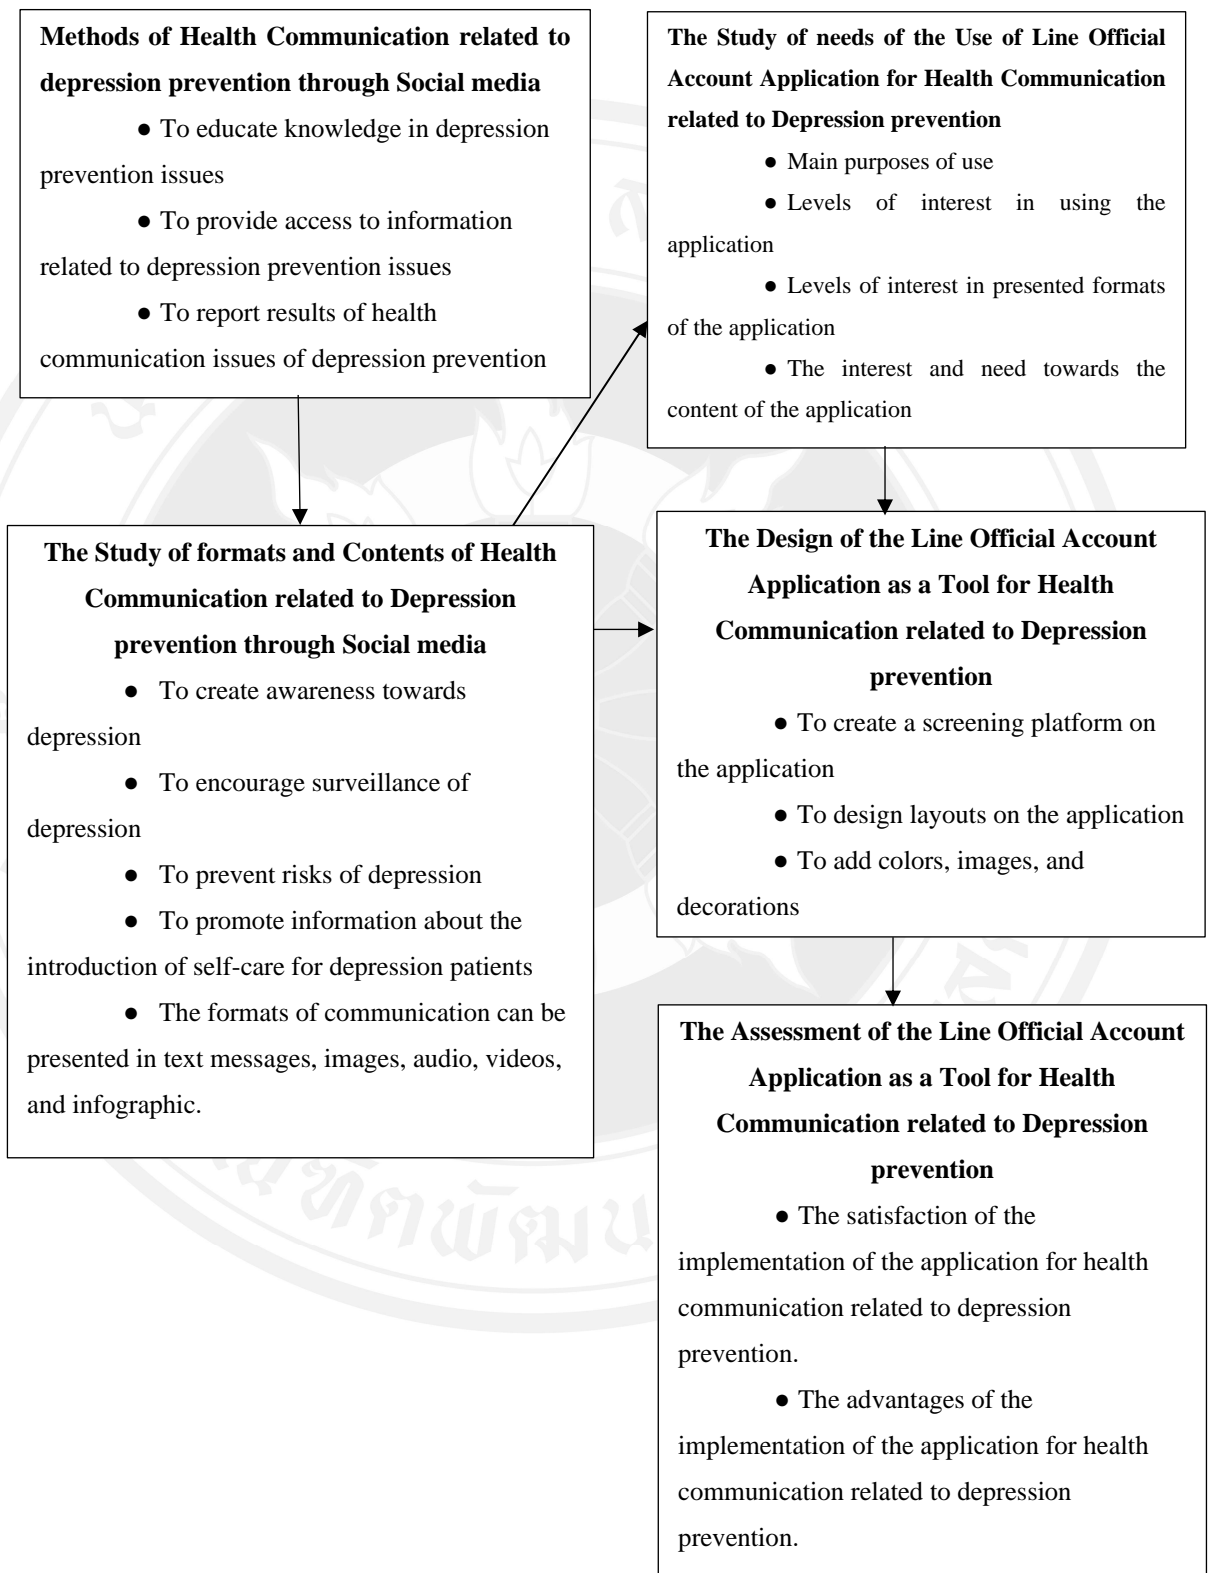 Methods of Health Communication related to
depression prevention through Social media
● To educate knowledge in depression
prevention issues
● To provide access to information
related to depression prevention issues
● To report results of health
communication issues of depression prevention
The Study of formats and Contents of Health
Communication related to Depression
prevention through Social media
● To create awareness towards
depression
● To encourage surveillance of
depression
● To prevent risks of depression
● To promote information about the
introduction of self-care for depression patients
● The formats of communication can be
presented in text messages, images, audio, videos,
and infographic.
The Study of needs of the Use of Line Official
Account Application for Health Communication
related to Depression prevention
● Main purposes of use
● Levels of interest in using the
application
● Levels of interest in presented formats
of the application
● The interest and need towards the
content of the application
The Design of the Line Official Account
Application as a Tool for Health
Communication related to Depression
prevention
● To create a screening platform on
the application
● To design layouts on the application
● To add colors, images, and
decorations
The Assessment of the Line Official Account
Application as a Tool for Health
Communication related to Depression
prevention
● The satisfaction of the
implementation of the application for health
communication related to depression
prevention.
● The advantages of the
implementation of the application for health
communication related to depression
prevention.